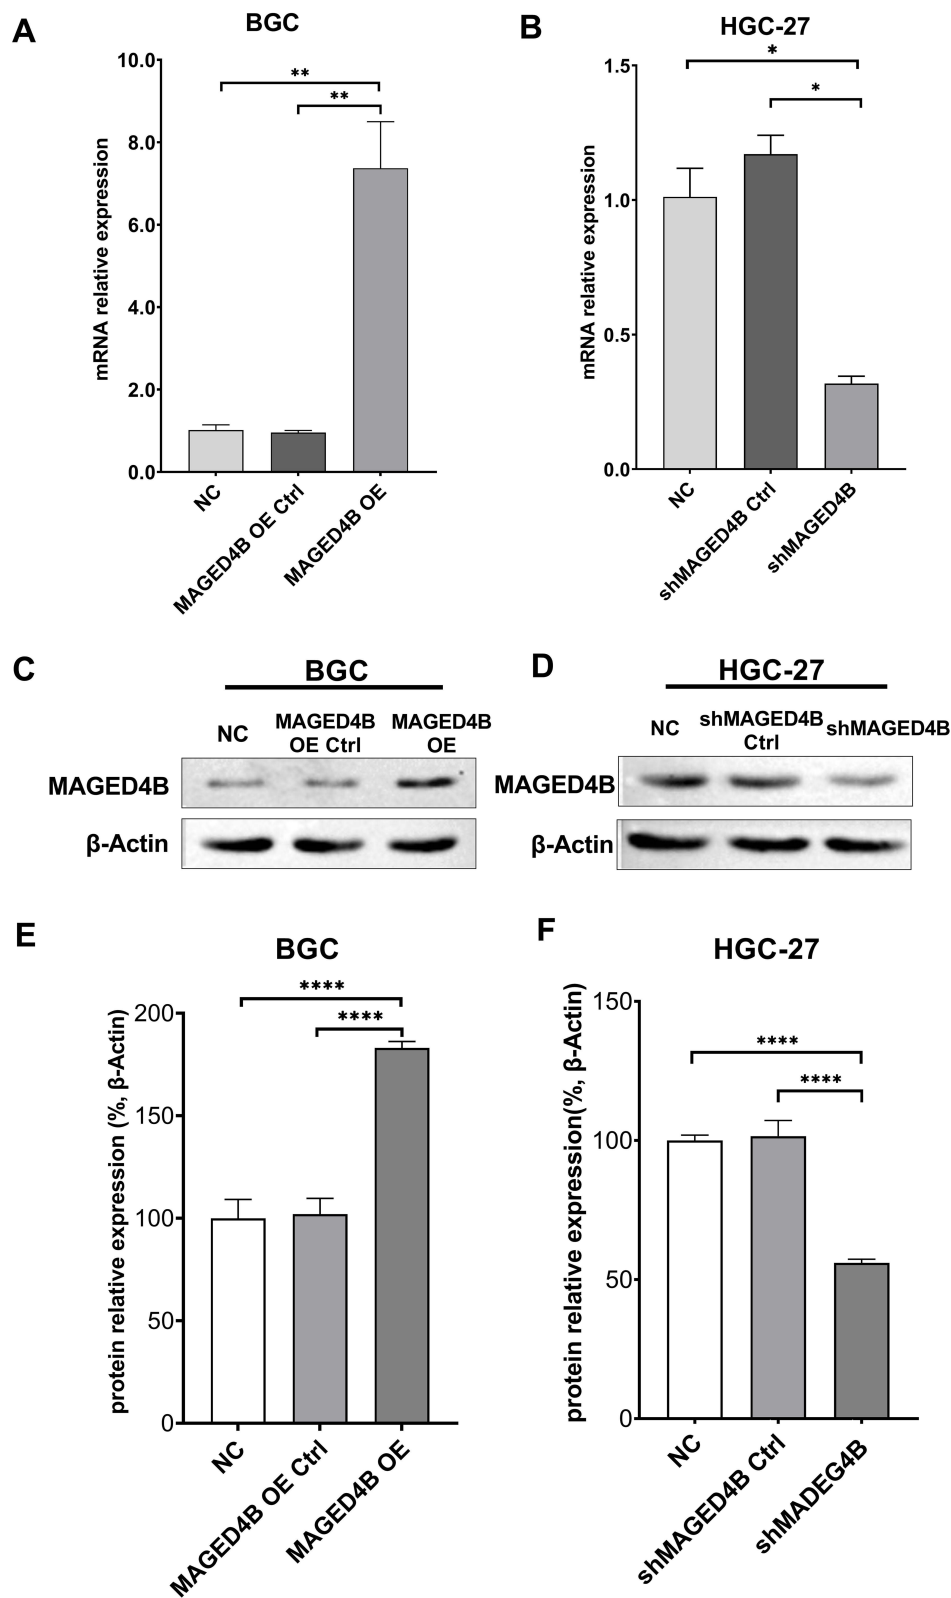 A
BGC
mRNA relative expression
10.0
8.0
6.0
4.0
2.0
0.0
**
**
NC
MAGED4B OE Ctrl
MAGED4B OE
B
HGC-27
mRNA relative expression
1.5
1.0
0.5
0.0
*
*
NC
shMAGED4B Ctrl
shMAGED4B
C
BGC
NC
MAGED4B
OE Ctrl
MAGED4B
OE
MAGED4B
β-Actin
D
HGC-27
NC
shMAGED4B
Ctrl
shMAGED4B
MAGED4B
β-Actin
E
BGC
protein relative expression (%, β-Actin)
200
150
100
50
0
****
****
NC
MAGED4B OE Ctrl
MAGED4B OE
F
HGC-27
protein relative expression(%, β-Actin)
150
100
50
0
****
****
NC
shMAGED4B Ctrl
shMADEG4B